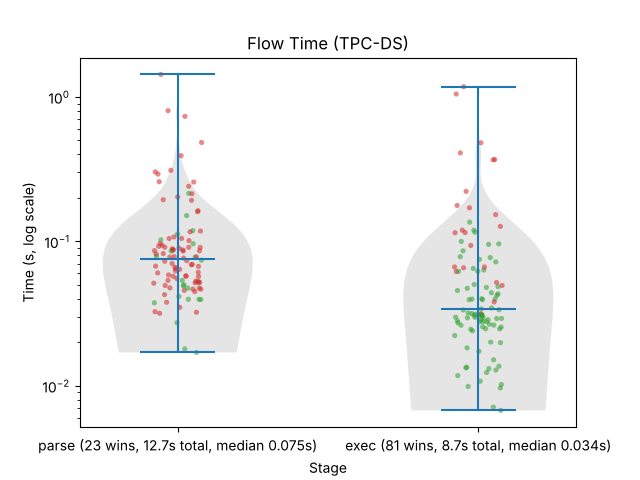 Flow Time (TPC-DS)
Time (s, log scale)
10⁰
10⁻¹
10⁻²
parse (23 wins, 12.7s total, median 0.075s)
exec (81 wins, 8.7s total, median 0.034s)
Stage